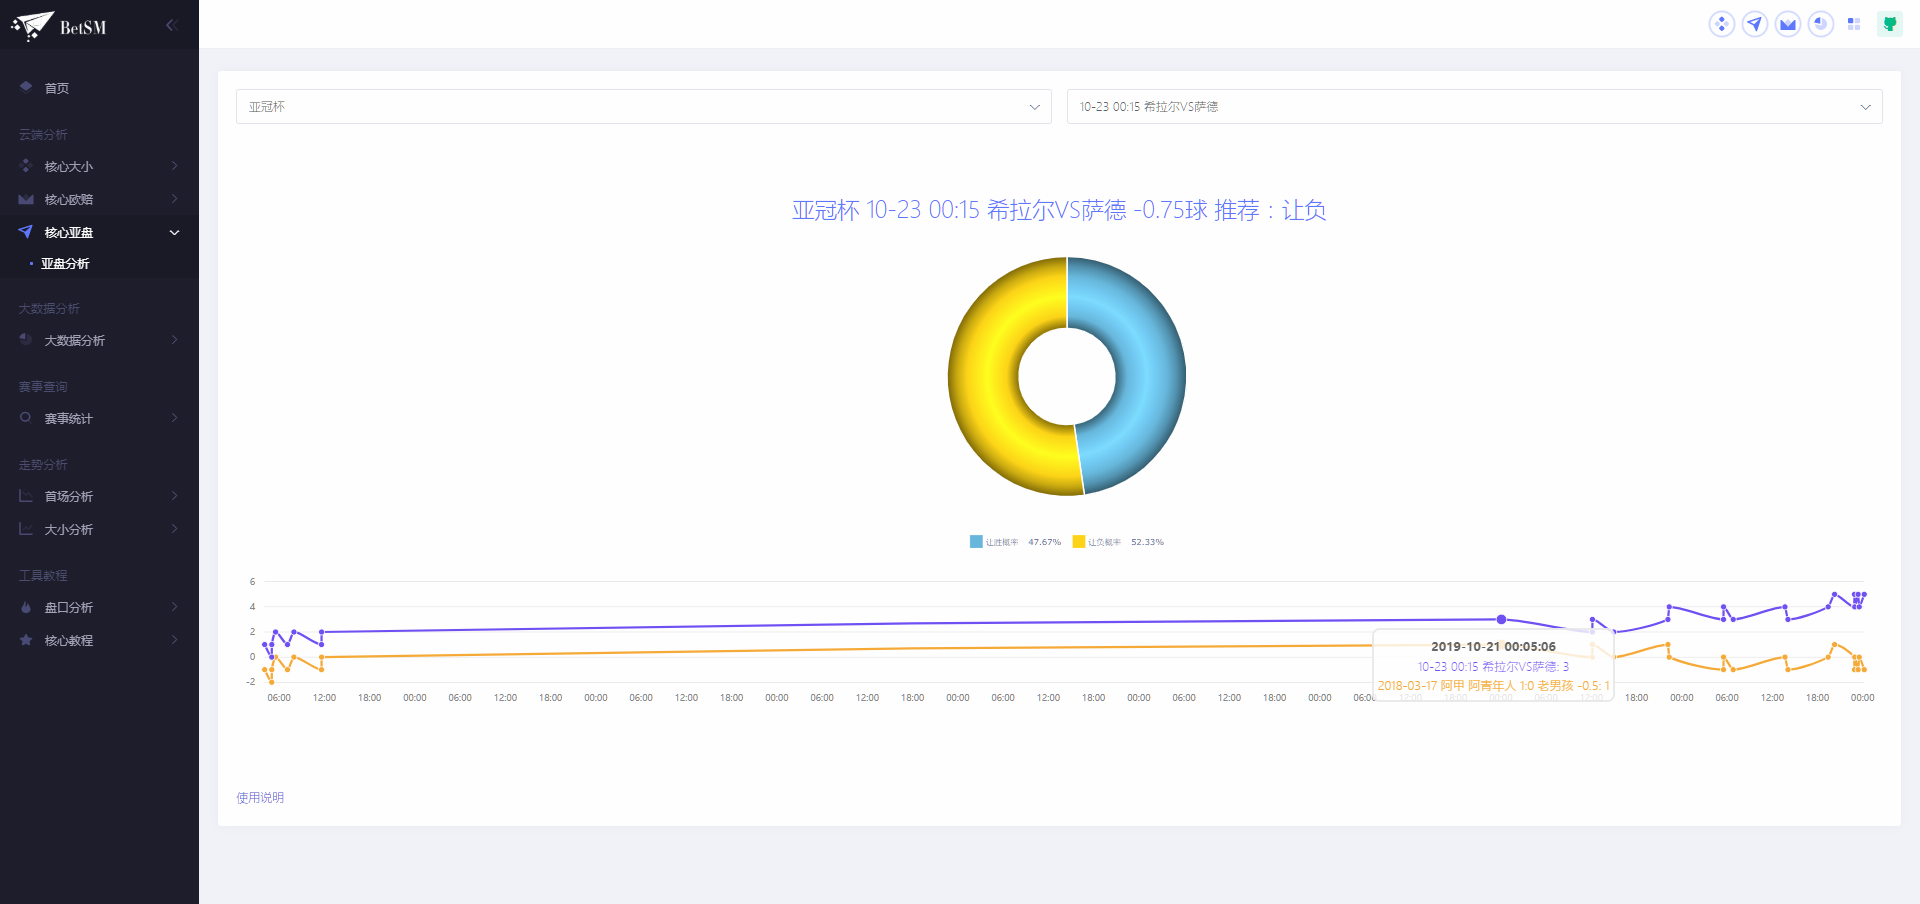 BetSM
首页
云端分析
核心大小
核心欧赔
核心亚盘
亚盘分析
大数据分析
大数据分析
赛事查询
赛事统计
走势分析
首场分析
大小分析
工具教程
盘口分析
核心教程
亚冠杯
10-23 00:15 希拉尔VS萨德
亚冠杯 10-23 00:15 希拉尔VS萨德 -0.75球 推荐：让负
让胜概率 47.67% 让负概率 52.33%
6
4
2
0
-2
2019-10-21 00:05:06
10-23 00:15 希拉尔VS萨德: 3
2018-03-17 阿甲 阿青年人 1:0 老男孩 -0.5: 1
06:00 12:00 18:00 00:00 06:00 12:00 18:00 00:00 06:00 12:00 18:00 00:00 06:00 12:00 18:00 00:00 06:00 12:00 18:00 00:00 06:00 12:00 18:00 00:00 06:00 12:00 18:00 00:00 06:00 12:00 18:00 00:00 06:00 12:00 18:00 00:00
使用说明